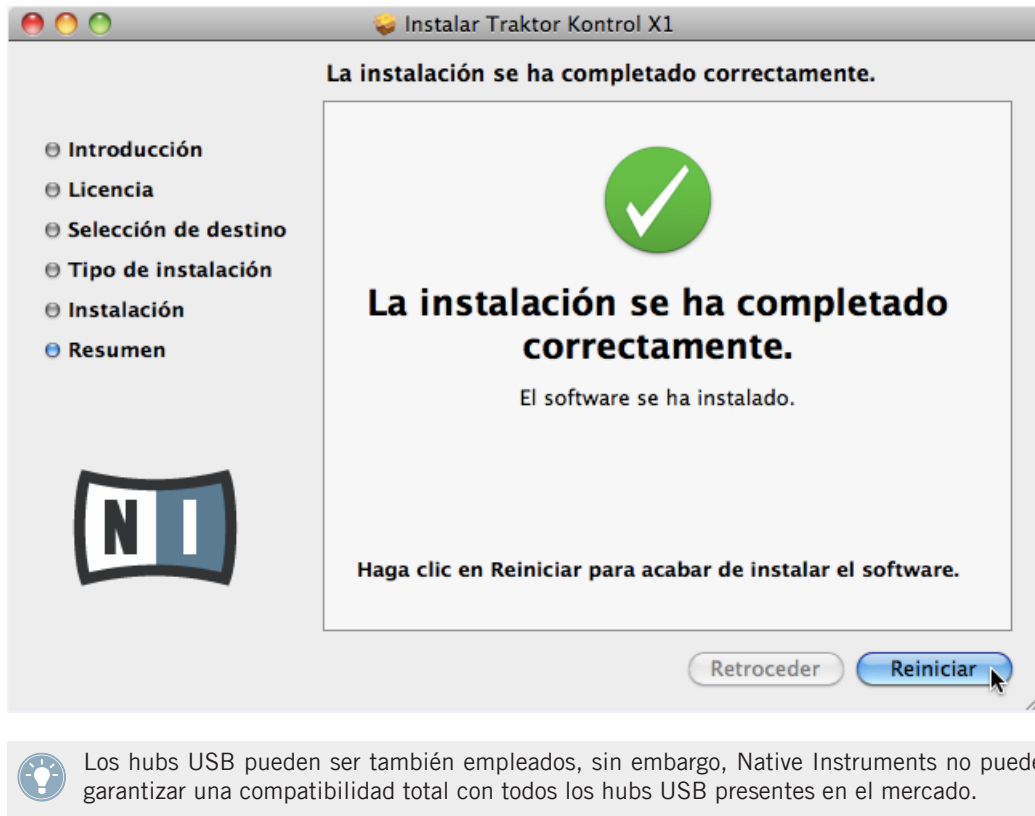 Instalar Traktor Kontrol X1
La instalación se ha completado correctamente.
Introducción
Licencia
Selección de destino
Tipo de instalación
Instalación
Resumen
La instalación se ha completado
correctamente.
El software se ha instalado.
Haga clic en Reiniciar para acabar de instalar el software.
NI
Retroceder
Reiniciar
Los hubs USB pueden ser también empleados, sin embargo, Native Instruments no puede
garantizar una compatibilidad total con todos los hubs USB presentes en el mercado.